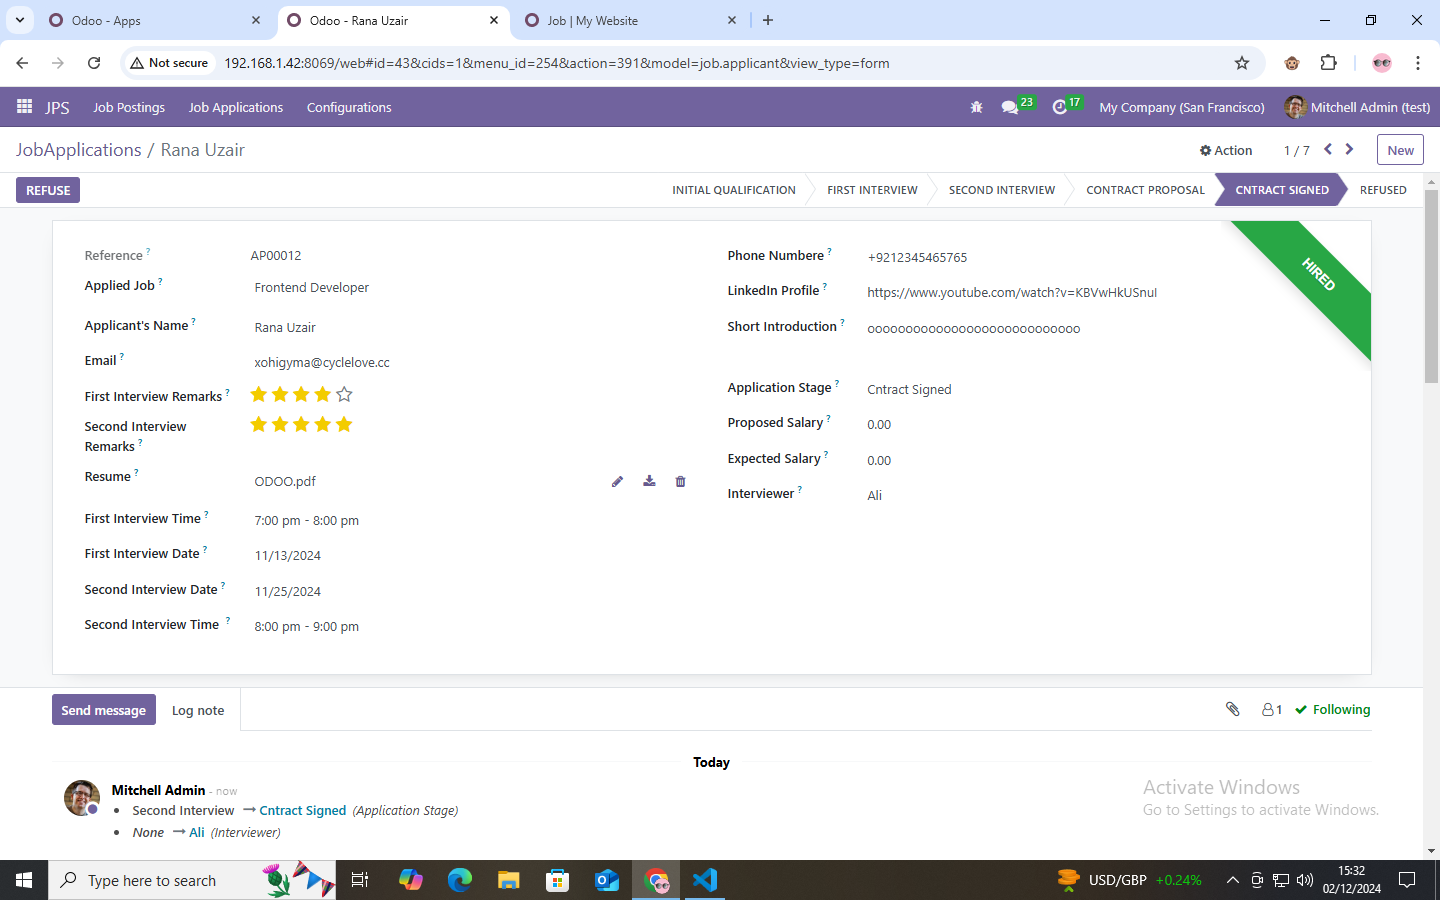 Odoo - Apps
Odoo - Rana Uzair
Job | My Website
Not secure
192.168.1.42:8069/web#id=43&cids=1&menu_id=254&action=391&model=job.applicant&view_type=form
JPS
Job Postings
Job Applications
Configurations
23
17
My Company (San Francisco)
Mitchell Admin (test)
JobApplications / Rana Uzair
Action
1 / 7
New
REFUSE
INITIAL QUALIFICATION
FIRST INTERVIEW
SECOND INTERVIEW
CONTRACT PROPOSAL
CNTRACT SIGNED
REFUSED
HIRED
Reference ?
AP00012
Applied Job ?
Frontend Developer
Applicant's Name ?
Rana Uzair
Email ?
xohigyma@cyclelove.cc
First Interview Remarks ?
Second Interview
Remarks ?
Resume ?
ODOO.pdf
First Interview Time ?
7:00 pm - 8:00 pm
First Interview Date ?
11/13/2024
Second Interview Date ?
11/25/2024
Second Interview Time ?
8:00 pm - 9:00 pm
Phone Numbere ?
+9212345465765
LinkedIn Profile ?
https://www.youtube.com/watch?v=KBVwHkUSnuI
Short Introduction ?
oooooooooooooooooooooooooooo
Application Stage ?
Cntract Signed
Proposed Salary ?
0.00
Expected Salary ?
0.00
Interviewer ?
Ali
Send message
Log note
1
Following
Today
Mitchell Admin - now
• Second Interview → Cntract Signed (Application Stage)
• None → Ali (Interviewer)
Activate Windows
Go to Settings to activate Windows.
Type here to search
USD/GBP +0.24%
15:32
02/12/2024